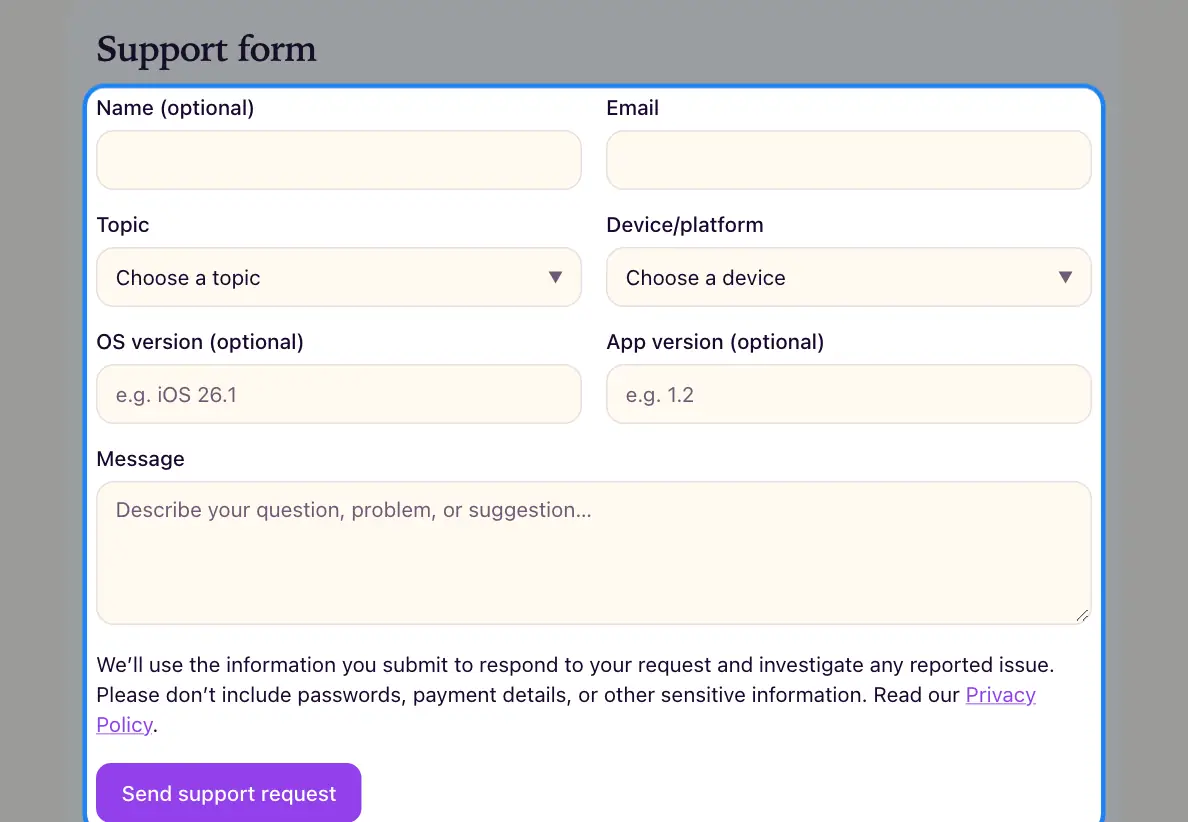 Support form
Name (optional)
Email
Topic
Device/platform
Choose a topic
Choose a device
OS version (optional)
App version (optional)
e.g. iOS 26.1
e.g. 1.2
Message
Describe your question, problem, or suggestion...
We’ll use the information you submit to respond to your request and investigate any reported issue.
Please don’t include passwords, payment details, or other sensitive information. Read our Privacy
Policy.
Send support request